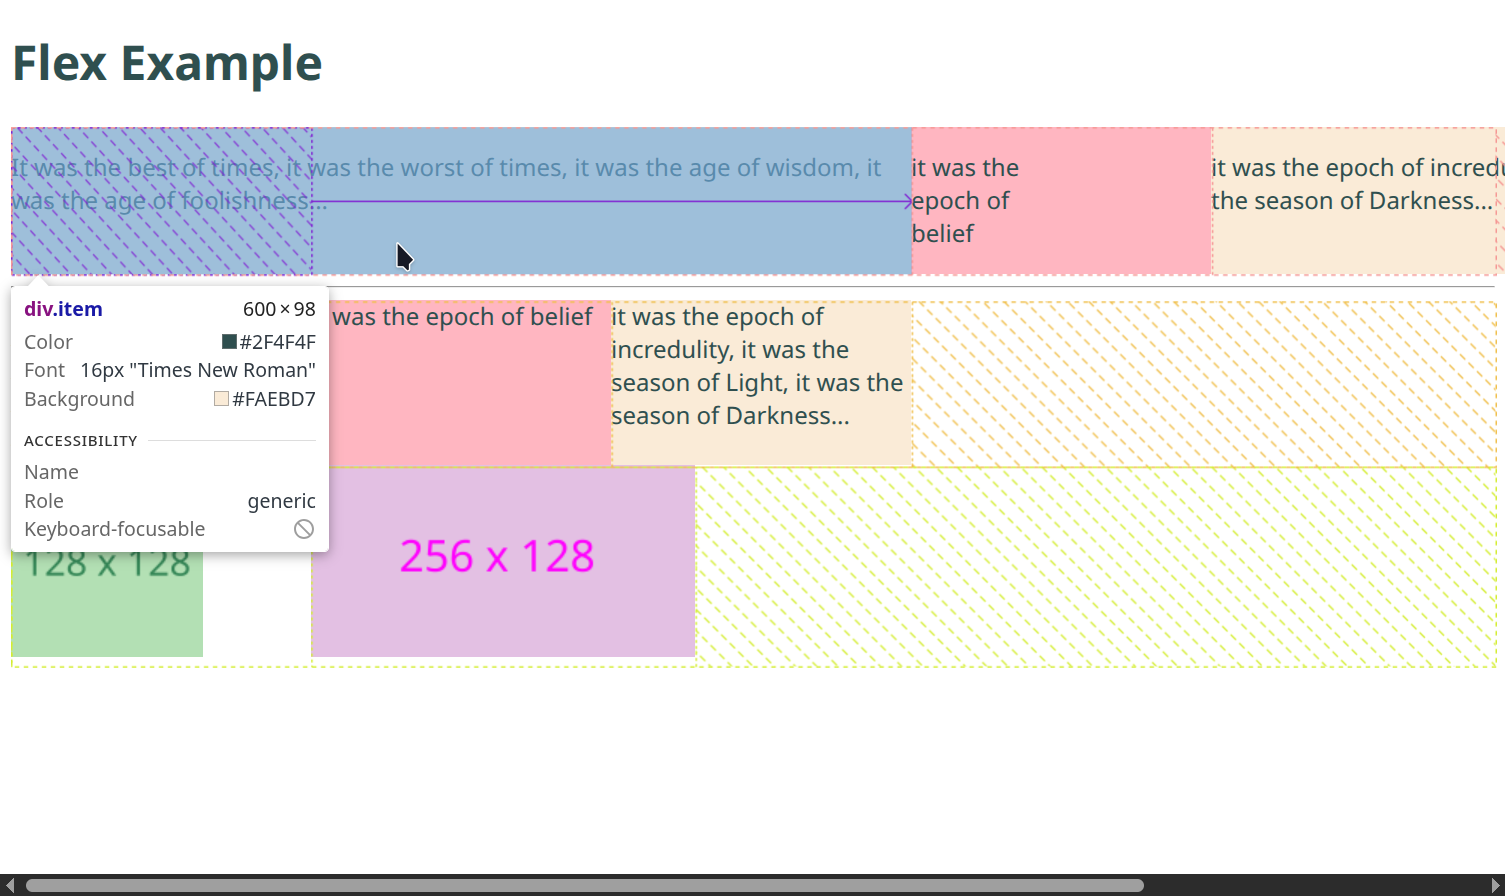 Flex Example
It was the best of times, it was the worst of times, it was the age of wisdom, it
was the age of foolishness...
it was the
epoch of
belief
it was the epoch of incredu
the season of Darkness...
div.item 600 × 98
Color #2F4F4F
Font 16px "Times New Roman"
Background #FAEBD7
ACCESSIBILITY
Name
Role generic
Keyboard-focusable
was the epoch of belief
it was the epoch of
incredulity, it was the
season of Light, it was the
season of Darkness...
128 x 128
256 x 128